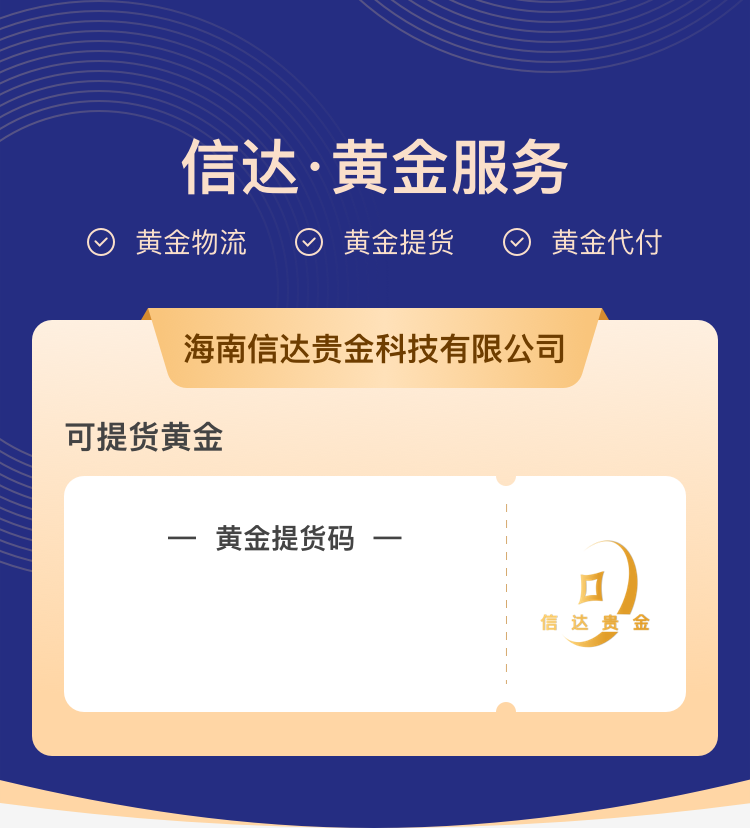 信达·黄金服务
黄金物流 黄金提货 黄金代付
海南信达贵金科技有限公司
可提货黄金
— 黄金提货码 —
信达贵金